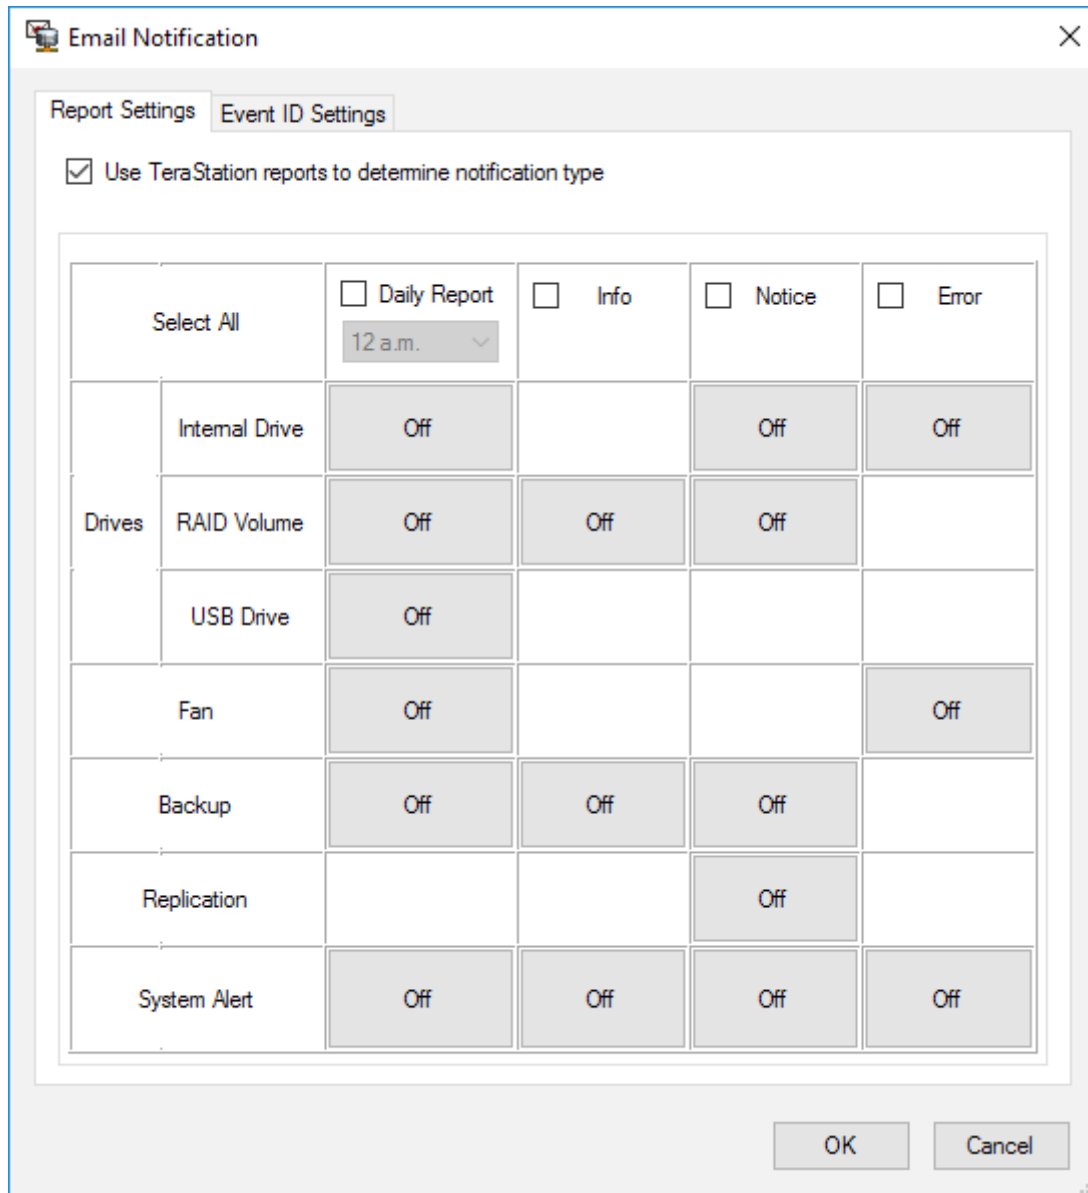 Email Notification
Report Settings Event ID Settings
Use TeraStation reports to determine notification type
Select All Daily Report Info Notice Error
12 a.m.
Internal Drive Off Off Off
Drives RAID Volume Off Off Off
USB Drive Off
Fan Off Off
Backup Off Off Off
Replication Off
System Alert Off Off Off Off
OK Cancel